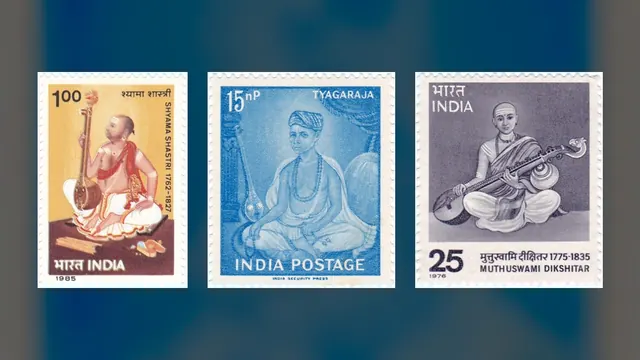 1.00
श्यामा शास्त्री
SHYAMA SHASTRI 1762-1827
भारत INDIA
1985
15nP
TYAGARAJA
INDIA POSTAGE
INDIA SECURITY PRESS
भारत
INDIA
25
मुत्तुस्वामि दीक्षितर 1775-1835
MUTHUSWAMI DIKSHITAR
1976